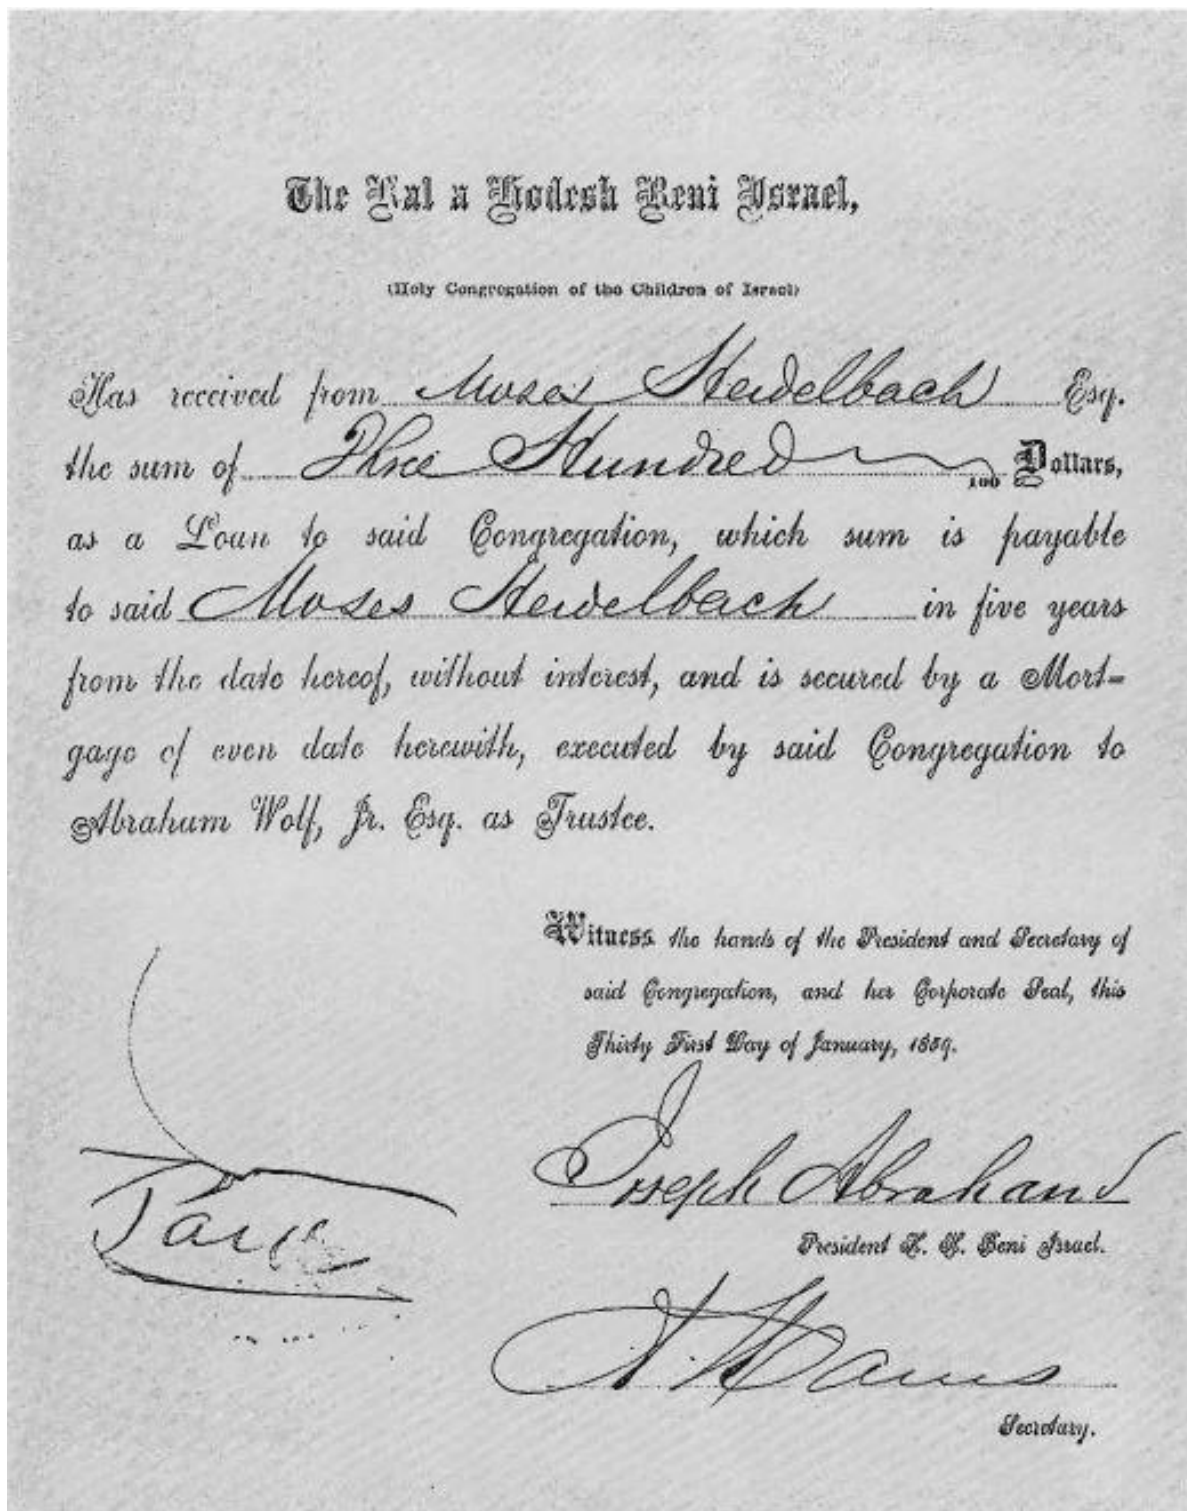 The Kal a Kodesh Beni Israel,
(Holy Congregation of the Children of Israel)
Has received from Moses Heidelbach Esq.
the sum of Three Hundred 100 Dollars,
as a Loan to said Congregation, which sum is payable
to said Moses Heidelbach in five years
from the date hereof, without interest, and is secured by a Mort-
gage of even date herewith, executed by said Congregation to
Abraham Wolf, Jr. Esq. as Trustee.
Witness the hands of the President and Secretary of
said Congregation, and her Corporate Seal, this
Thirty First Day of January, 1859.
Joseph Abraham
President K. K. Beni Israel.
Secretary.